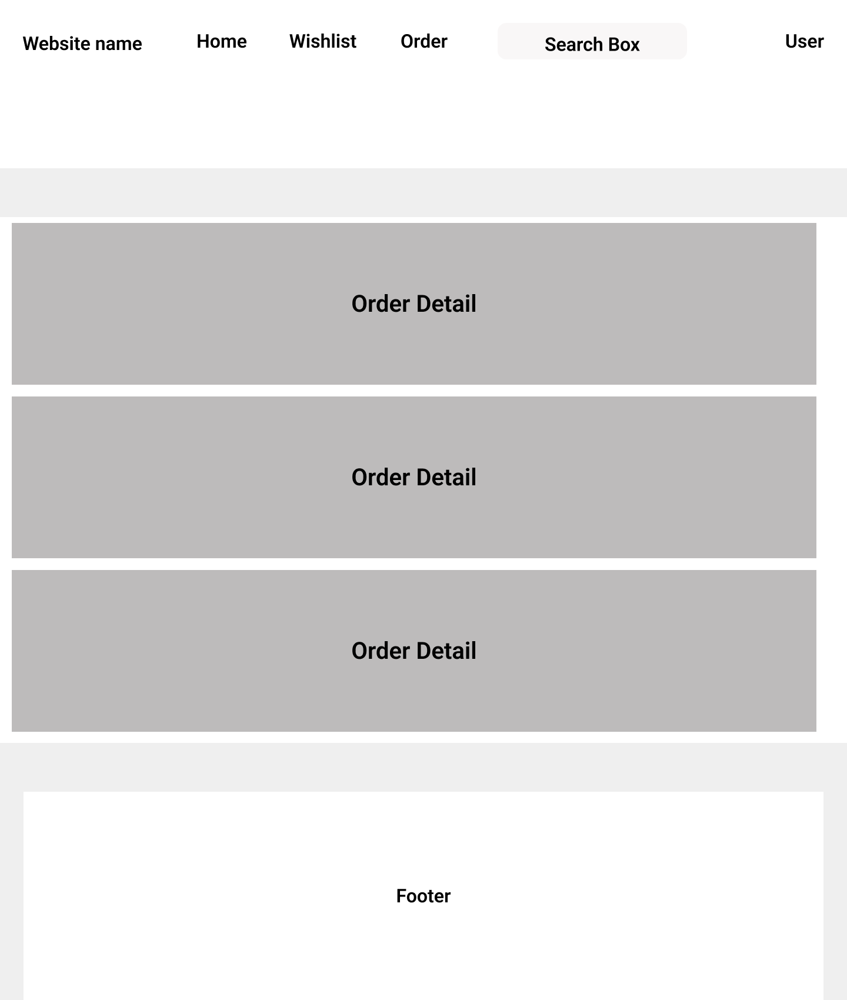 Website name
Home
Wishlist
Order
Search Box
User
Order Detail
Order Detail
Order Detail
Footer